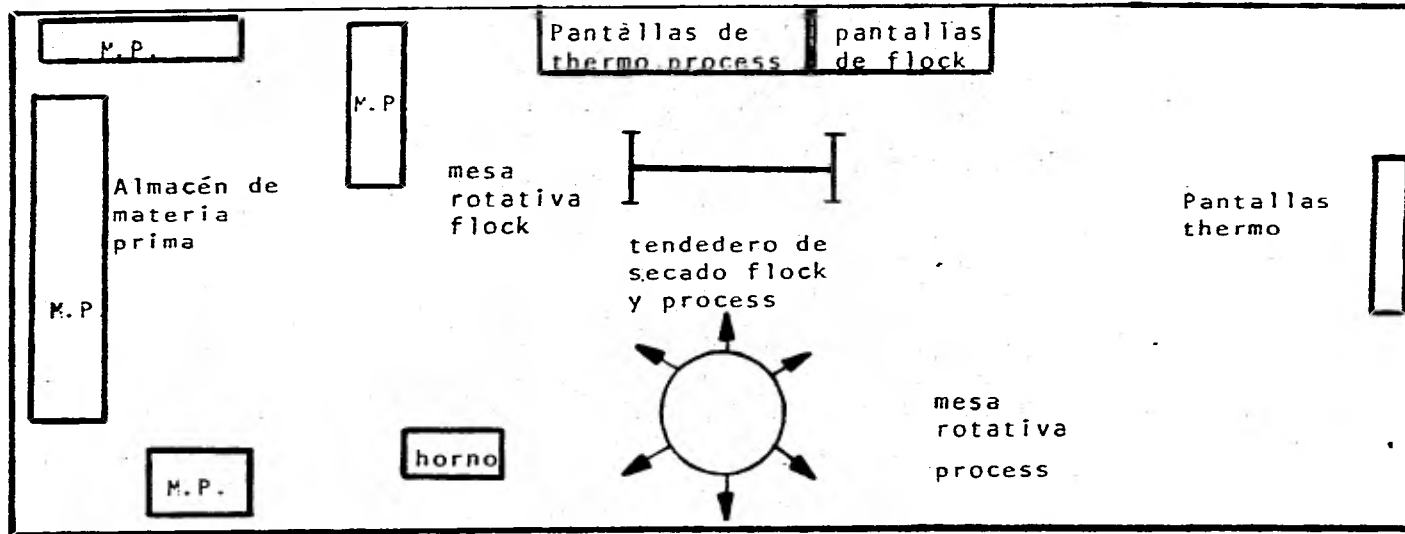 M.P.
M.P
Pantallas de
thermo process
pantallas
de flock
Almacén de
materia
prima
mesa
rotativa
flock
Pantallas
thermo
tendedero de
secado flock
y process
M.P
horno
mesa
rotativa
process
M.P.